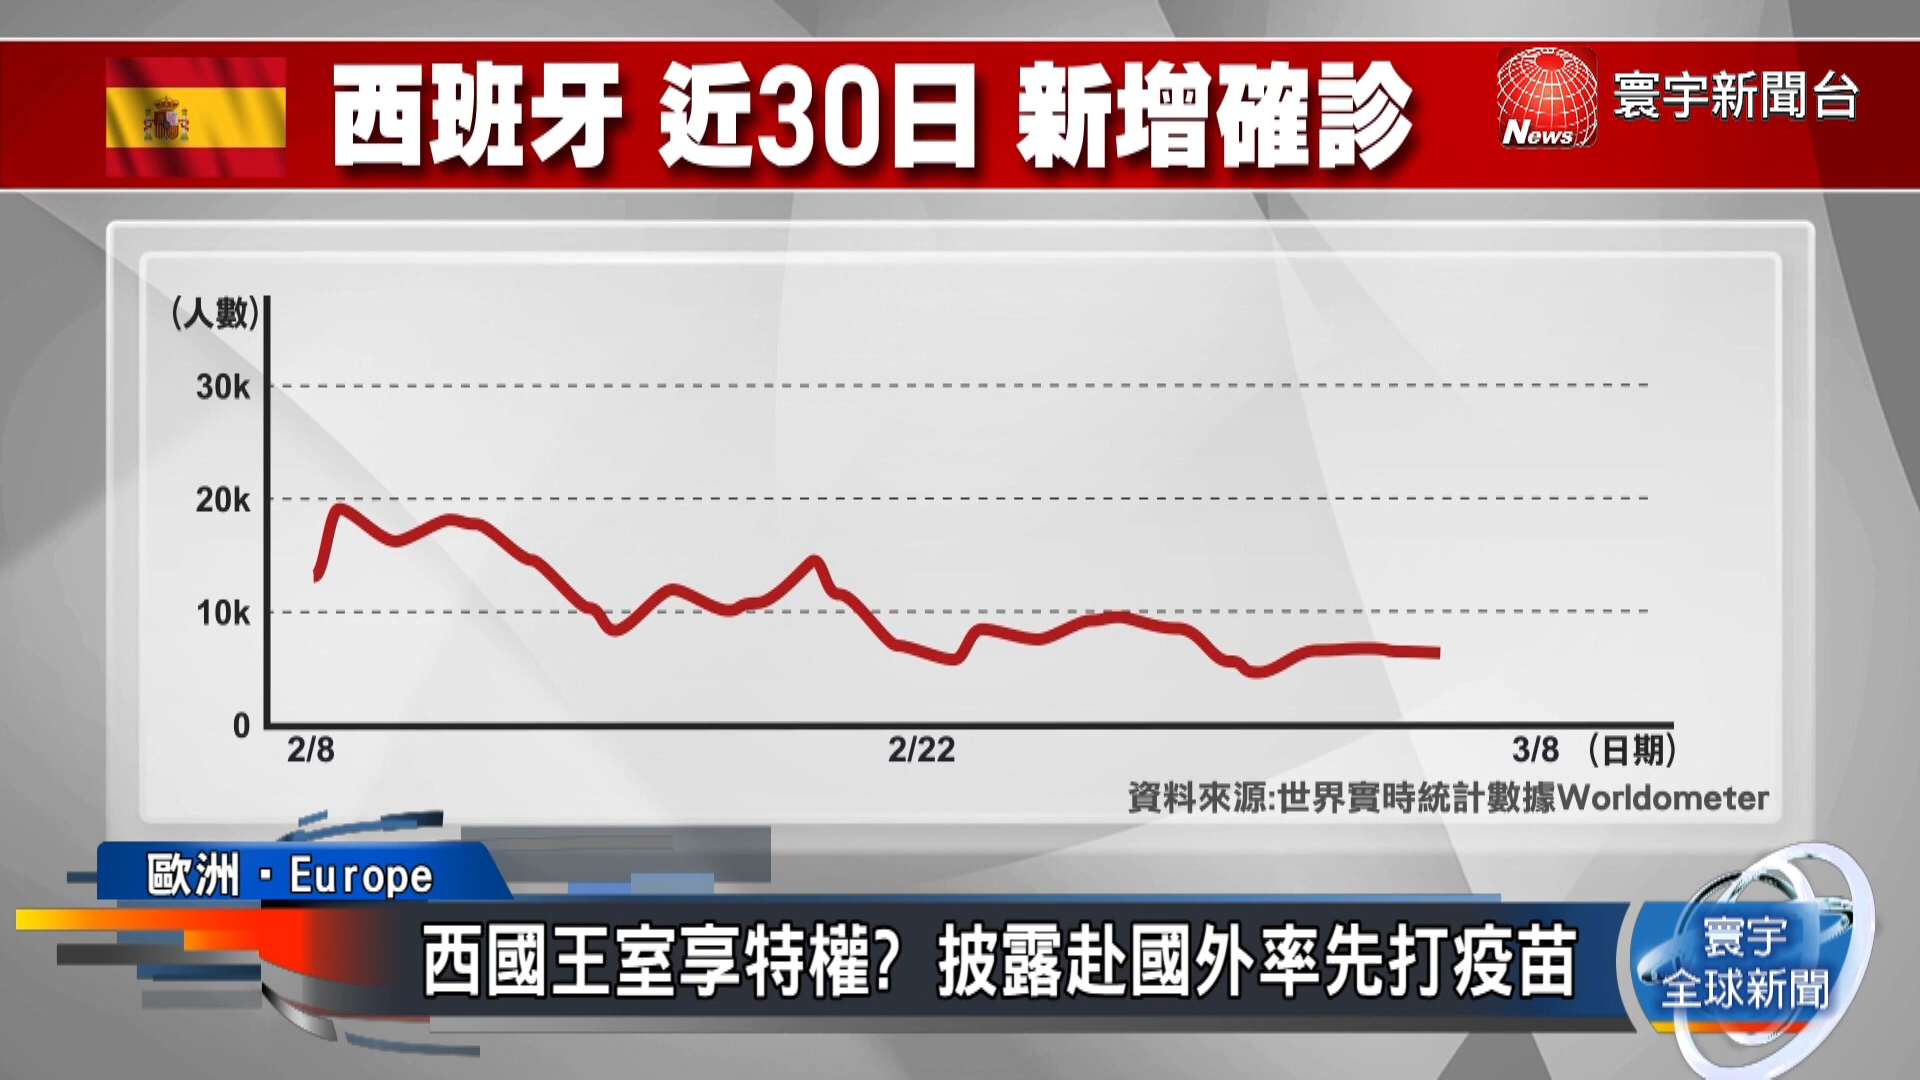 西班牙 近30日 新增確診
News
寰宇新聞台
(人數)
30k
20k
10k
0
2/8
2/22
3/8
(日期)
資料來源:世界實時統計數據Worldometer
歐洲・Europe
西國王室享特權? 披露赴國外率先打疫苗
寰宇
全球新聞